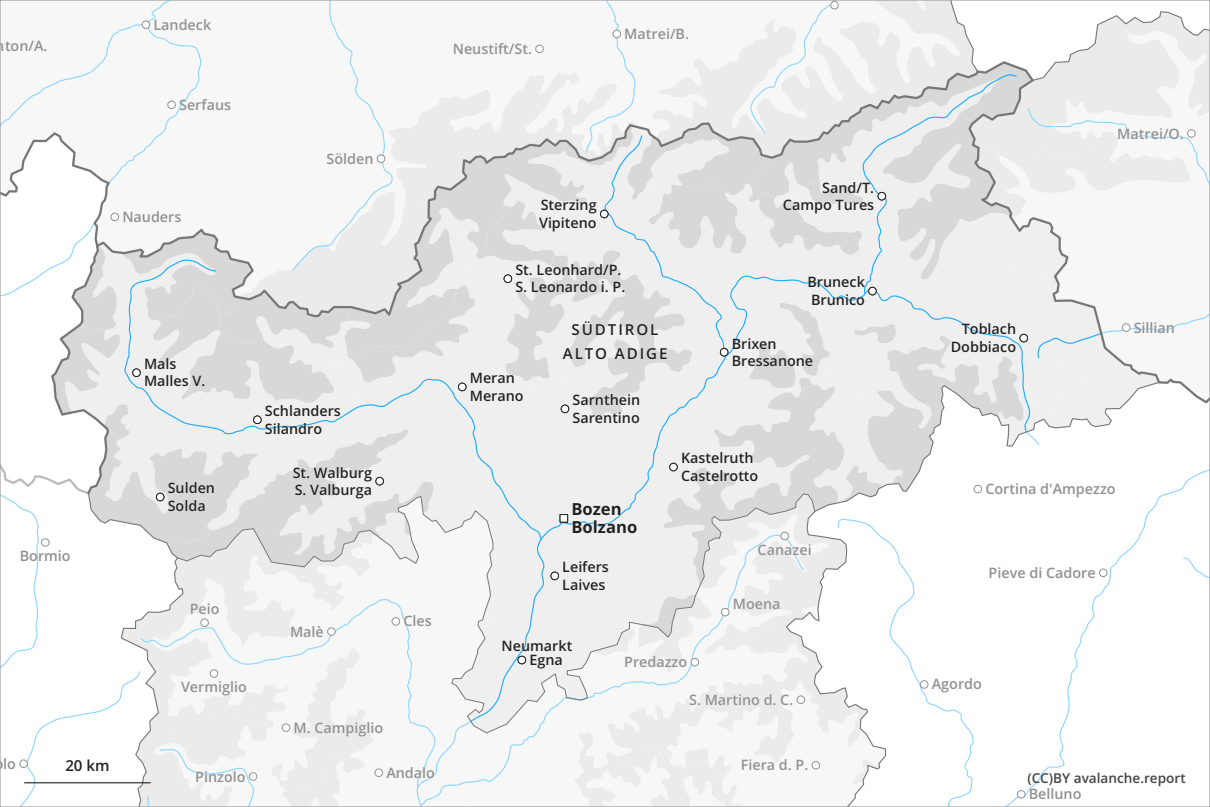 Landeck
Matrei/B.
Neustift/St.
Serfaus
Matrei/O.
Sölden
Nauders
Sand/T.
Campo Tures
Sterzing
Vipiteno
St. Leonhard/P.
S. Leonardo i. P.
Bruneck
Brunico
SÜDTIROL
ALTO ADIGE
Toblach
Dobbiaco
Sillian
Brixen
Bressanone
Mals
Malles V.
Meran
Merano
Sarnthein
Sarentino
Schlanders
Silandro
Kastelruth
Castelrotto
St. Walburg
S. Valburga
Sulden
Solda
Cortina d'Ampezzo
Bozen
Bolzano
Bormio
Canazei
Leifers
Laives
Pieve di Cadore
Peio
Moena
Malè
Cles
Neumarkt
Egna
Predazzo
Vermiglio
Agordo
S. Martino d. C.
M. Campiglio
20 km
Fiera d. P.
Pinzolo
Andalo
(CC)BY avalanche.report
Belluno